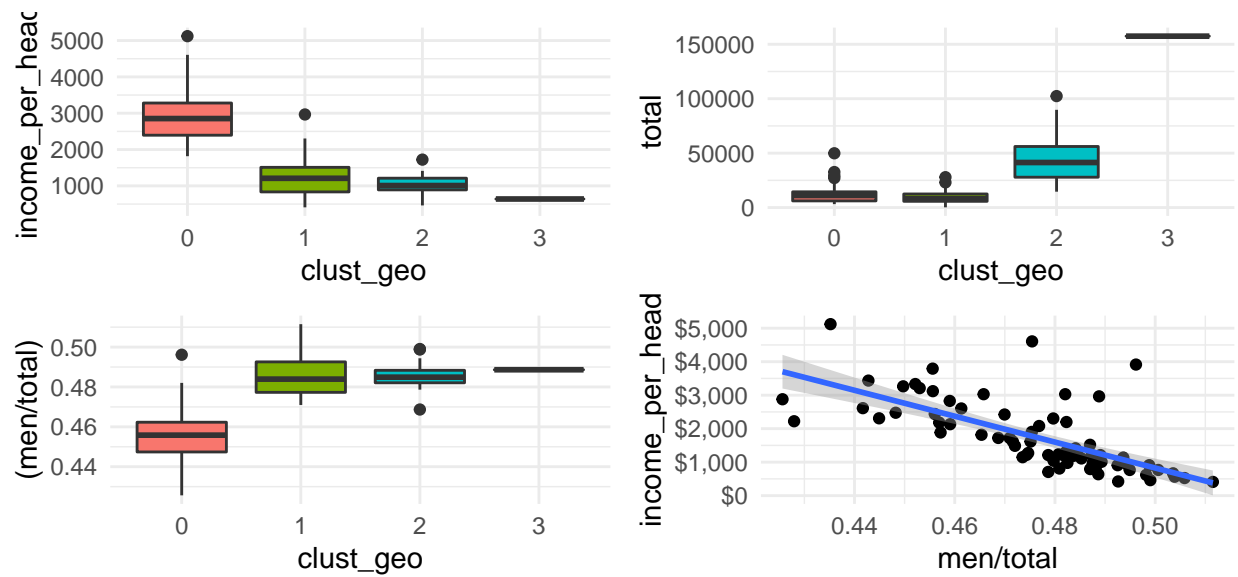 income_per_head
5000
4000
3000
2000
1000
0 1 2 3
clust_geo
total
150000
100000
50000
0
0 1 2 3
clust_geo
(men/total)
0.50
0.48
0.46
0.44
0 1 2 3
clust_geo
income_per_head
$5,000
$4,000
$3,000
$2,000
$1,000
$0
0.44 0.46 0.48 0.50
men/total